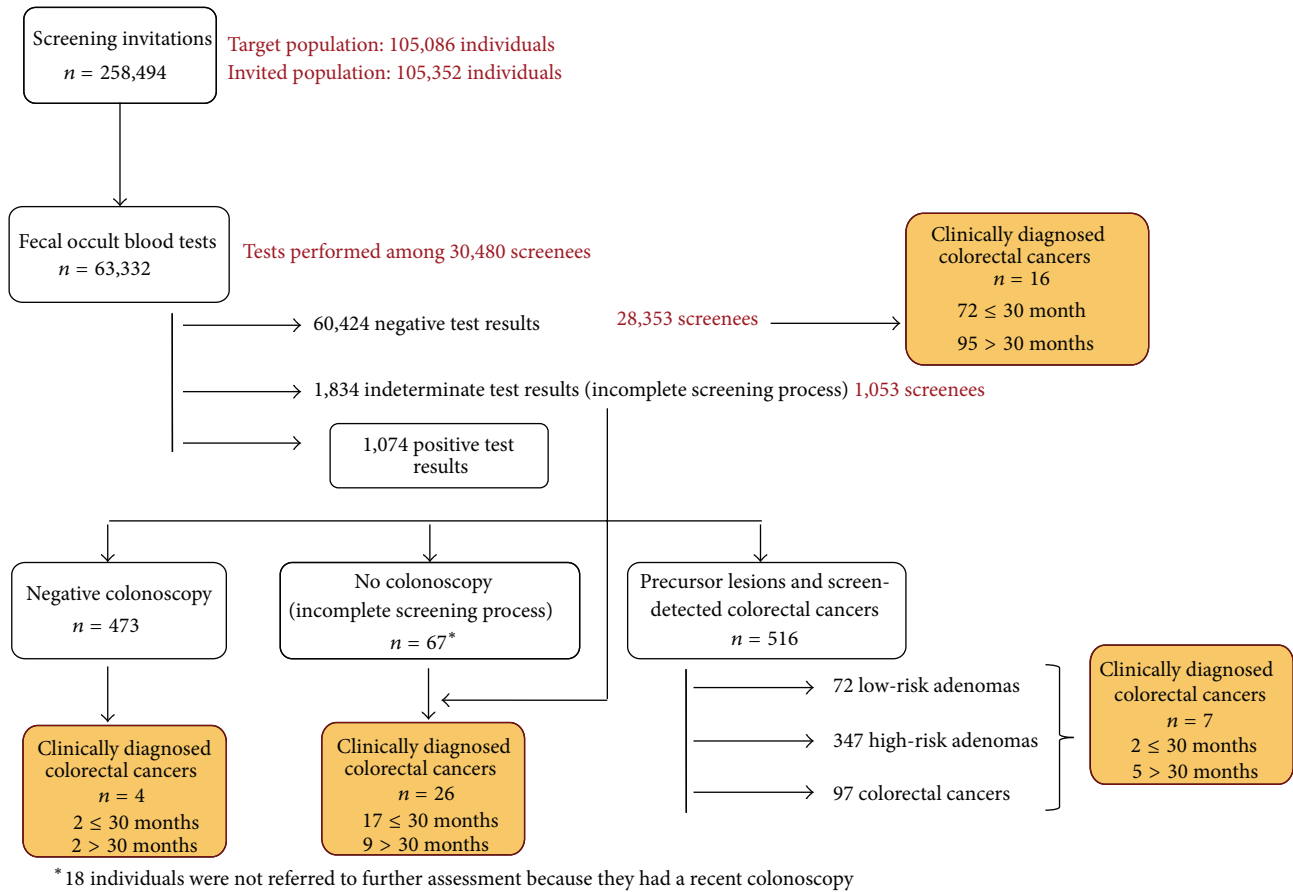 Screening invitations
n = 258,494
Target population: 105,086 individuals
Invited population: 105,352 individuals
Fecal occult blood tests
n = 63,332
Tests performed among 30,480 screenees
60,424 negative test results
28,353 screenees
Clinically diagnosed
colorectal cancers
n = 16
72 ≤ 30 month
95 > 30 months
1,834 indeterminate test results (incomplete screening process) 1,053 screenees
1,074 positive test
results
Negative colonoscopy
n = 473
No colonoscopy
(incomplete screening process)
n = 67*
Precursor lesions and screen-
detected colorectal cancers
n = 516
72 low-risk adenomas
347 high-risk adenomas
97 colorectal cancers
Clinically diagnosed
colorectal cancers
n = 7
2 ≤ 30 months
5 > 30 months
Clinically diagnosed
colorectal cancers
n = 4
2 ≤ 30 months
2 > 30 months
Clinically diagnosed
colorectal cancers
n = 26
17 ≤ 30 months
9 > 30 months
* 18 individuals were not referred to further assessment because they had a recent colonoscopy